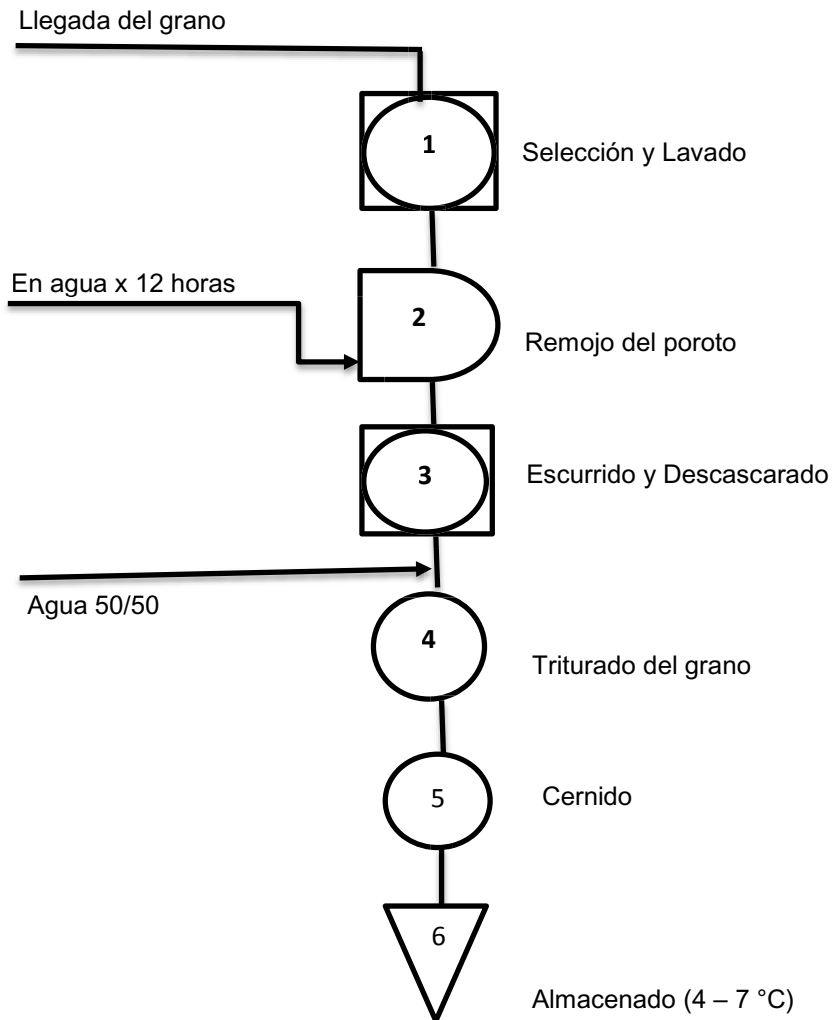 Llegada del grano
1
Selección y Lavado
En agua x 12 horas
2
Remojo del poroto
3
Escurrido y Descascarado
Agua 50/50
4
Triturado del grano
5
Cernido
6
Almacenado (4 – 7 °C)